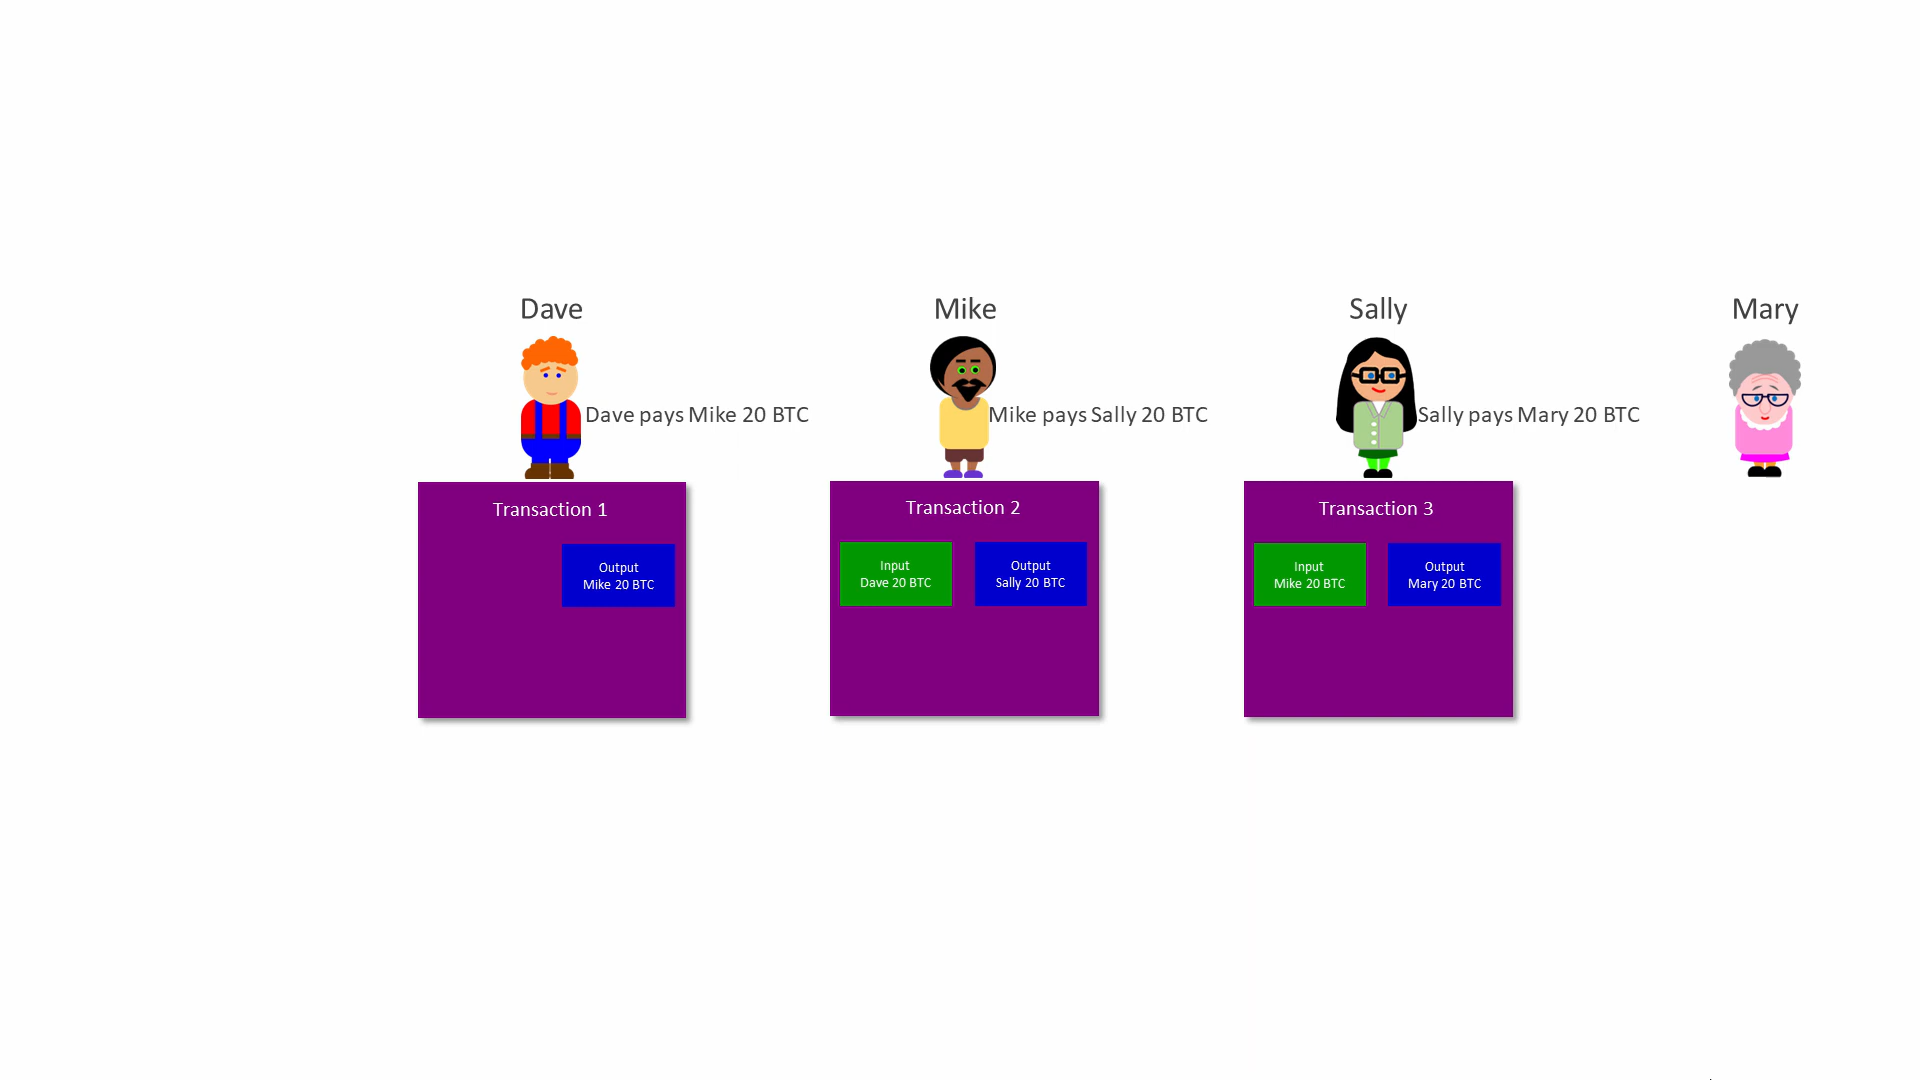 Dave
Mike
Sally
Mary
Dave pays Mike 20 BTC
Mike pays Sally 20 BTC
Sally pays Mary 20 BTC
Transaction 1
Output
Mike 20 BTC
Transaction 2
Input
Dave 20 BTC
Output
Sally 20 BTC
Transaction 3
Input
Mike 20 BTC
Output
Mary 20 BTC